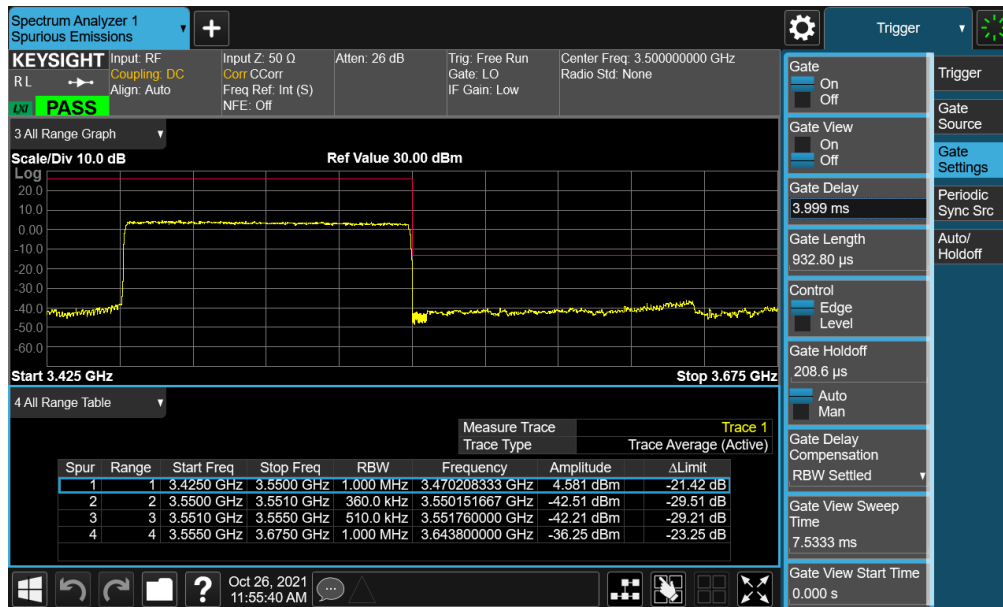 Spectrum Analyzer 1
Spurious Emissions
+
Trigger
KEYSIGHT
R L
LXI PASS
Input: RF
Coupling: DC
Align: Auto
Input Z: 50 Ω
Corr CCorr
Freq Ref: Int (S)
NFE: Off
Atten: 26 dB
Trig: Free Run
Gate: LO
IF Gain: Low
Center Freq: 3.500000000 GHz
Radio Std: None
3 All Range Graph
Scale/Div 10.0 dB Ref Value 30.00 dBm
Log
20.0
10.0
0.00
-10.0
-20.0
-30.0
-40.0
-50.0
-60.0
Start 3.425 GHz Stop 3.675 GHz
4 All Range Table
Measure Trace Trace 1
Trace Type Trace Average (Active)
Spur Range Start Freq Stop Freq RBW Frequency Amplitude ΔLimit
1 1 3.4250 GHz 3.5500 GHz 1.000 MHz 3.470208333 GHz 4.581 dBm -21.42 dB
2 2 3.5500 GHz 3.5510 GHz 360.0 kHz 3.550151667 GHz -42.51 dBm -29.51 dB
3 3 3.5510 GHz 3.5550 GHz 510.0 kHz 3.551760000 GHz -42.21 dBm -29.21 dB
4 4 3.5550 GHz 3.6750 GHz 1.000 MHz 3.643800000 GHz -36.25 dBm -23.25 dB
?
Oct 26, 2021
11:55:40 AM
Gate
On
Off
Gate View
On
Off
Gate Delay
3.999 ms
Gate Length
932.80 µs
Control
Edge
Level
Gate Holdoff
208.6 µs
Auto
Man
Gate Delay
Compensation
RBW Settled
Gate View Sweep
Time
7.5333 ms
Gate View Start Time
0.000 s
Trigger
Gate
Source
Gate
Settings
Periodic
Sync Src
Auto/
Holdoff